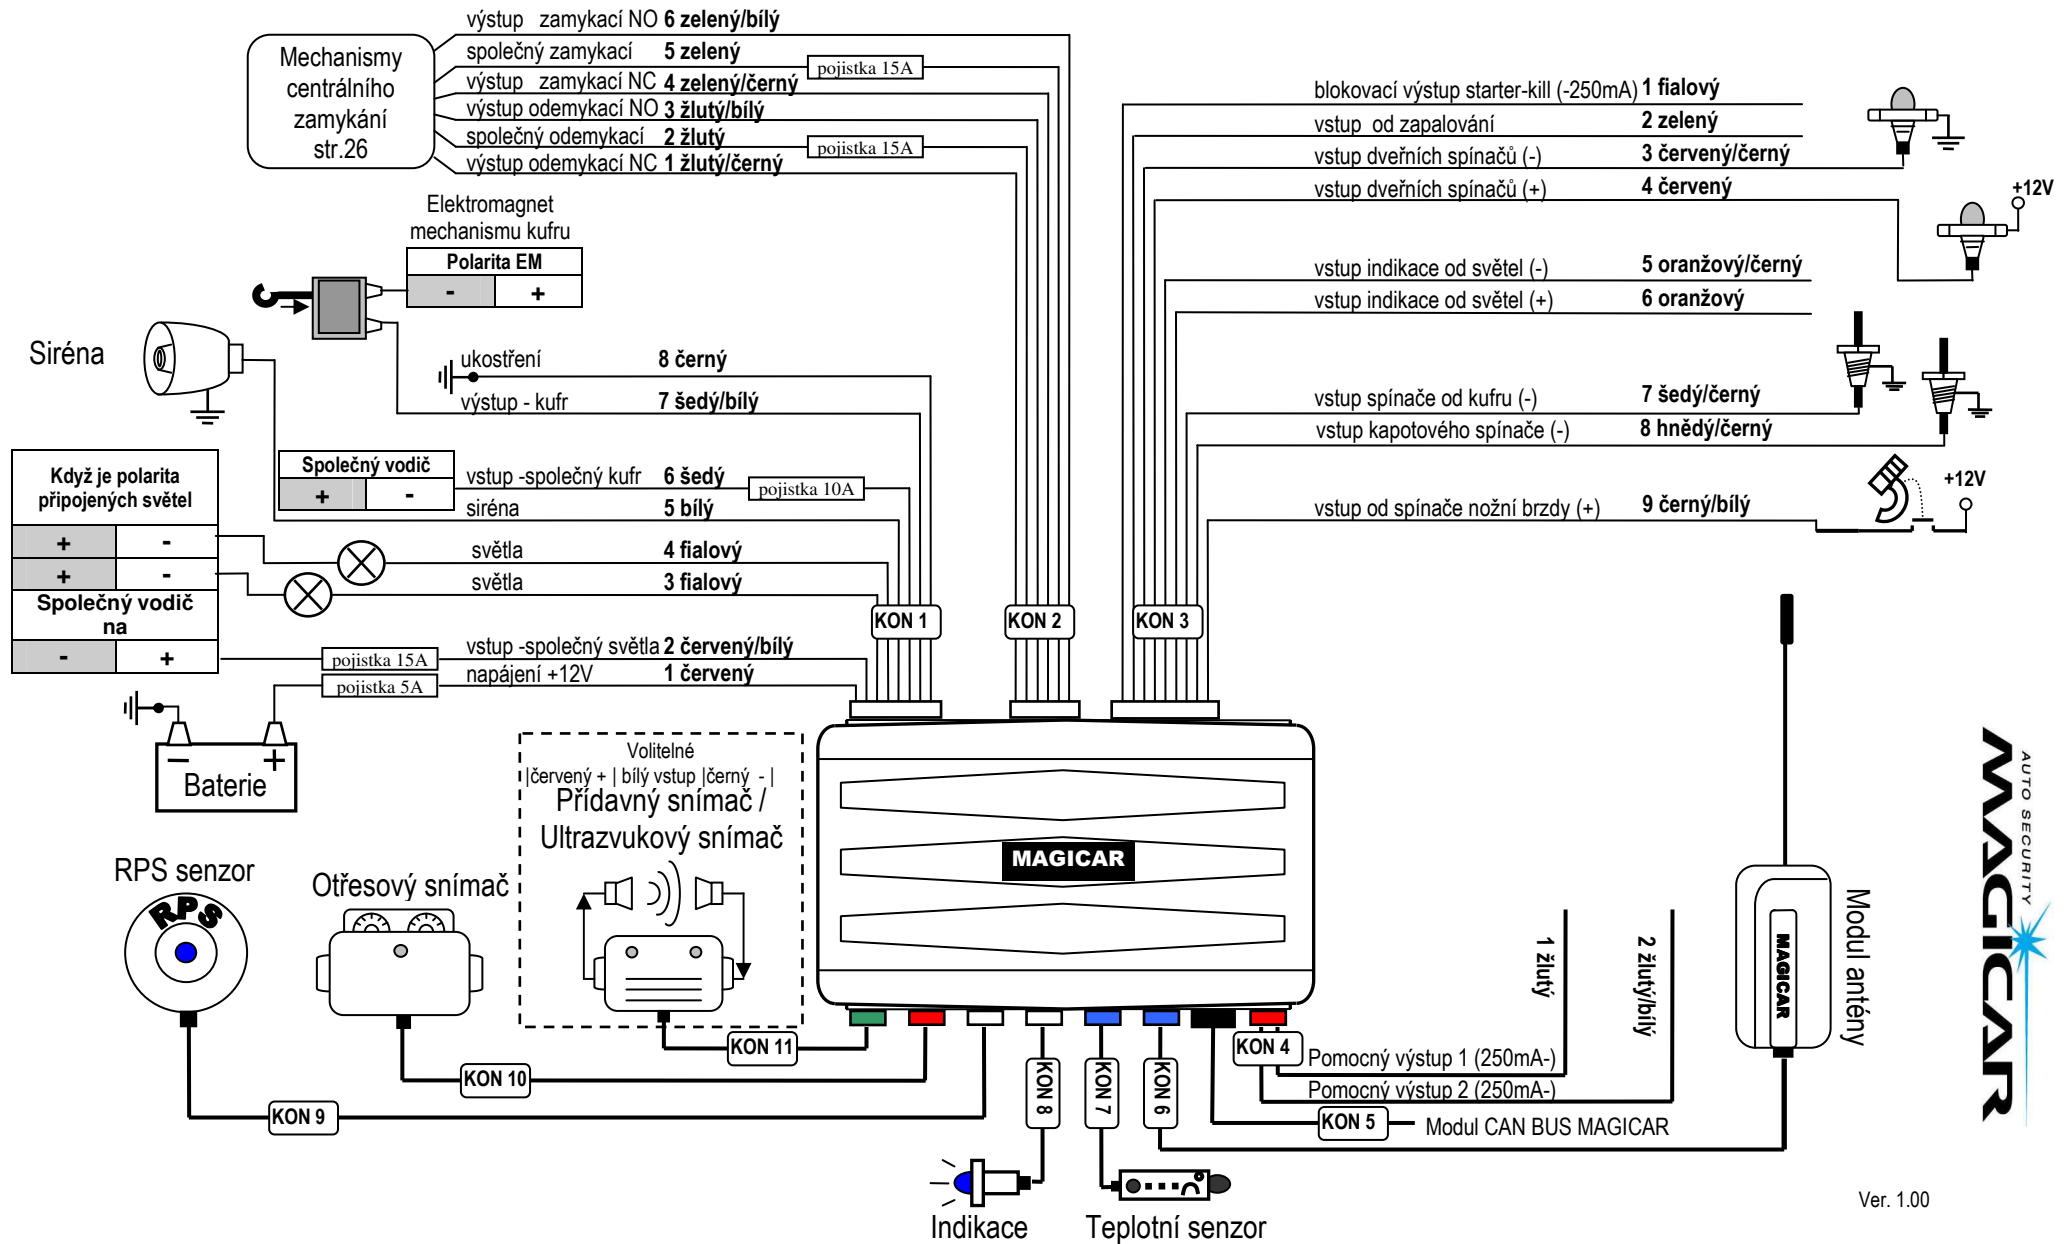 výstup zamykací NO 6 zelený/bílý
společný zamykací 5 zelený
pojistka 15A
výstup zamykací NC 4 zelený/černý
výstup odemykací NO 3 žlutý/bílý
společný odemykací 2 žlutý
pojistka 15A
výstup odemykací NC 1 žlutý/černý
Mechanismy
centrálního
zamykání
str.26
Elektromagnet
mechanismu kufru
Polarita EM
- +
Siréna
ukostření 8 černý
výstup - kufr 7 šedý/bílý
Společný vodič
+ -
vstup -společný kufr 6 šedý
pojistka 10A
siréna 5 bílý
Když je polarita
připojených světel
+ -
+ -
Společný vodič
na
- +
světla 4 fialový
světla 3 fialový
vstup -společný světla 2 červený/bílý
pojistka 15A
napájení +12V 1 červený
pojistka 5A
− +
Baterie
blokovací výstup starter-kill (-250mA) 1 fialový
vstup od zapalování 2 zelený
vstup dveřních spínačů (-) 3 červený/černý
vstup dveřních spínačů (+) 4 červený
+12V
vstup indikace od světel (-) 5 oranžový/černý
vstup indikace od světel (+) 6 oranžový
vstup spínače od kufru (-) 7 šedý/černý
vstup kapotového spínače (-) 8 hnědý/černý
vstup od spínače nožní brzdy (+) 9 černý/bílý
+12V
KON 1
KON 2
KON 3
Volitelné
|červený + | bílý vstup |černý - |
Přídavný snímač /
Ultrazvukový snímač
MAGICAR
RPS senzor
RPS
Otřesový snímač
KON 11
KON 10
KON 9
KON 8
KON 7
KON 6
KON 4
KON 5
Pomocný výstup 1 (250mA-)
Pomocný výstup 2 (250mA-)
Modul CAN BUS MAGICAR
1 žlutý
2 žlutý/bílý
MAGICAR
Modul antény
AUTO SECURITY
MAGICAR
Indikace
Teplotní senzor
Ver. 1.00